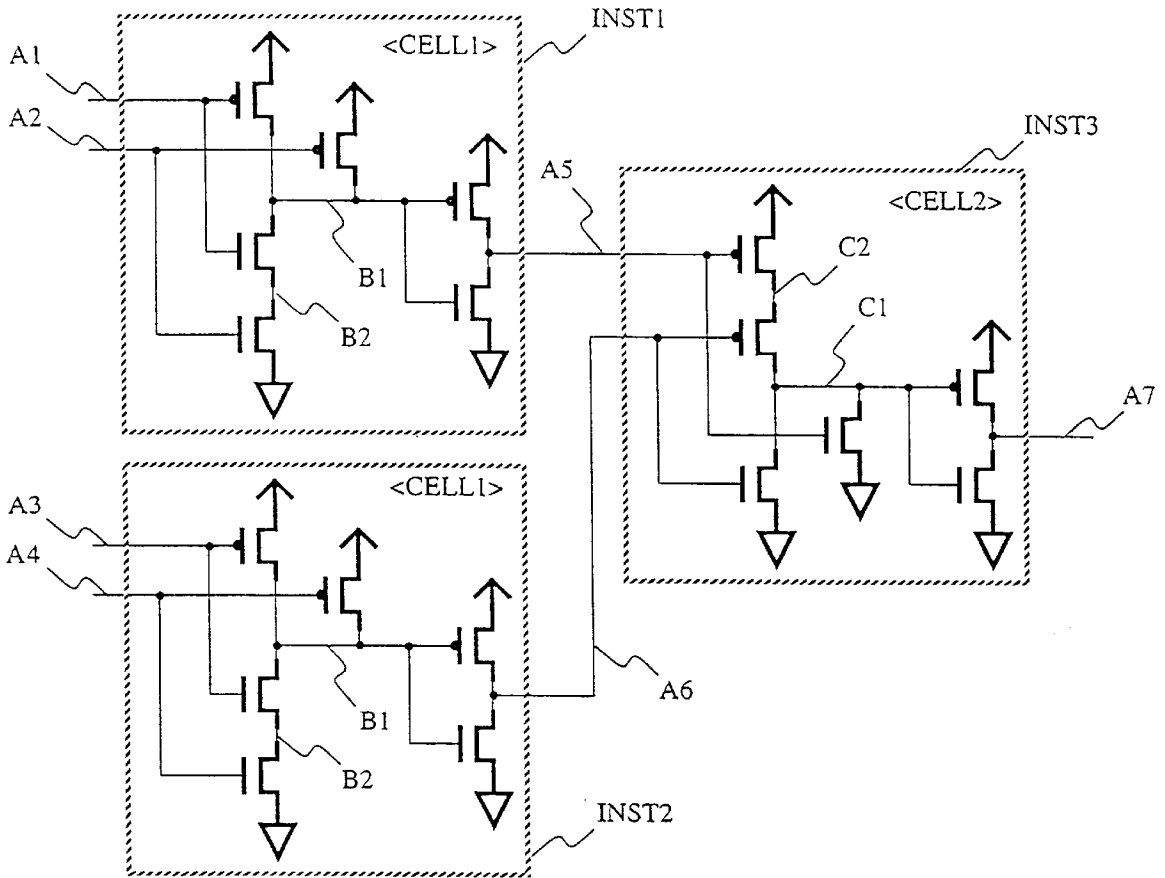 INST1
<CELL1>
A1
A2
B1
B2
A5
INST3
<CELL2>
C2
C1
A7
<CELL1>
A3
A4
B1
B2
A6
INST2